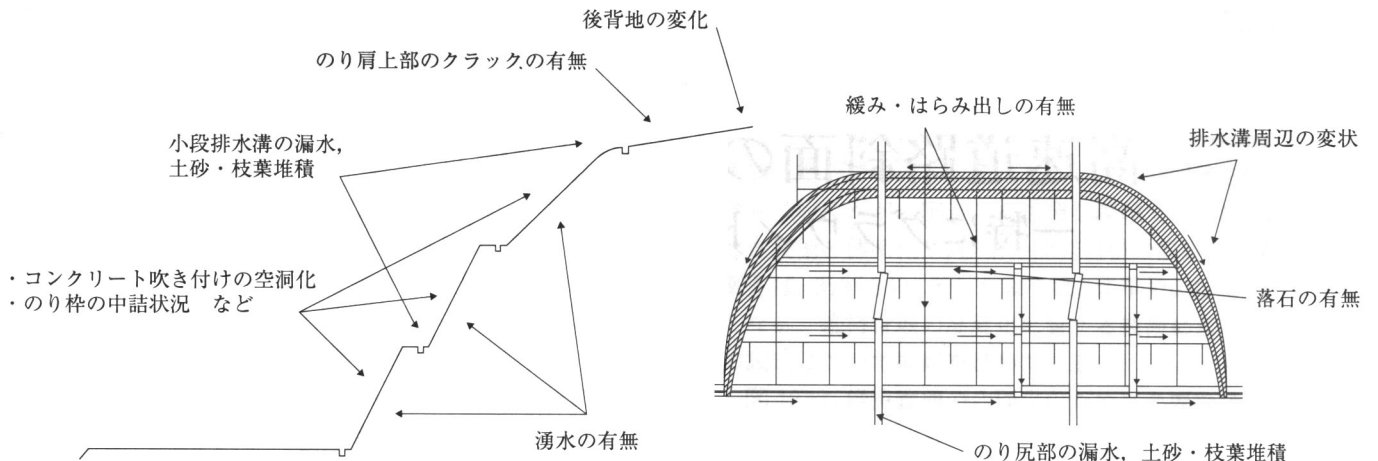 後背地の変化
のり肩上部のクラックの有無
小段排水溝の漏水,
土砂・枝葉堆積
・コンクリート吹き付けの空洞化
・のり枠の中詰状況　など
湧水の有無
緩み・はらみ出しの有無
排水溝周辺の変状
落石の有無
のり尻部の漏水, 土砂・枝葉堆積